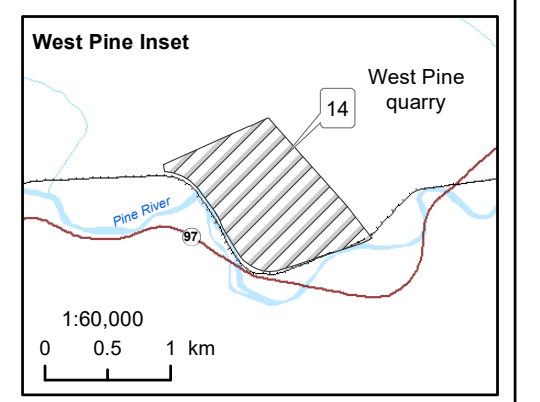 West Pine Inset
West Pine
quarry
14
Pine River
97
1:60,000
0 0.5 1 km